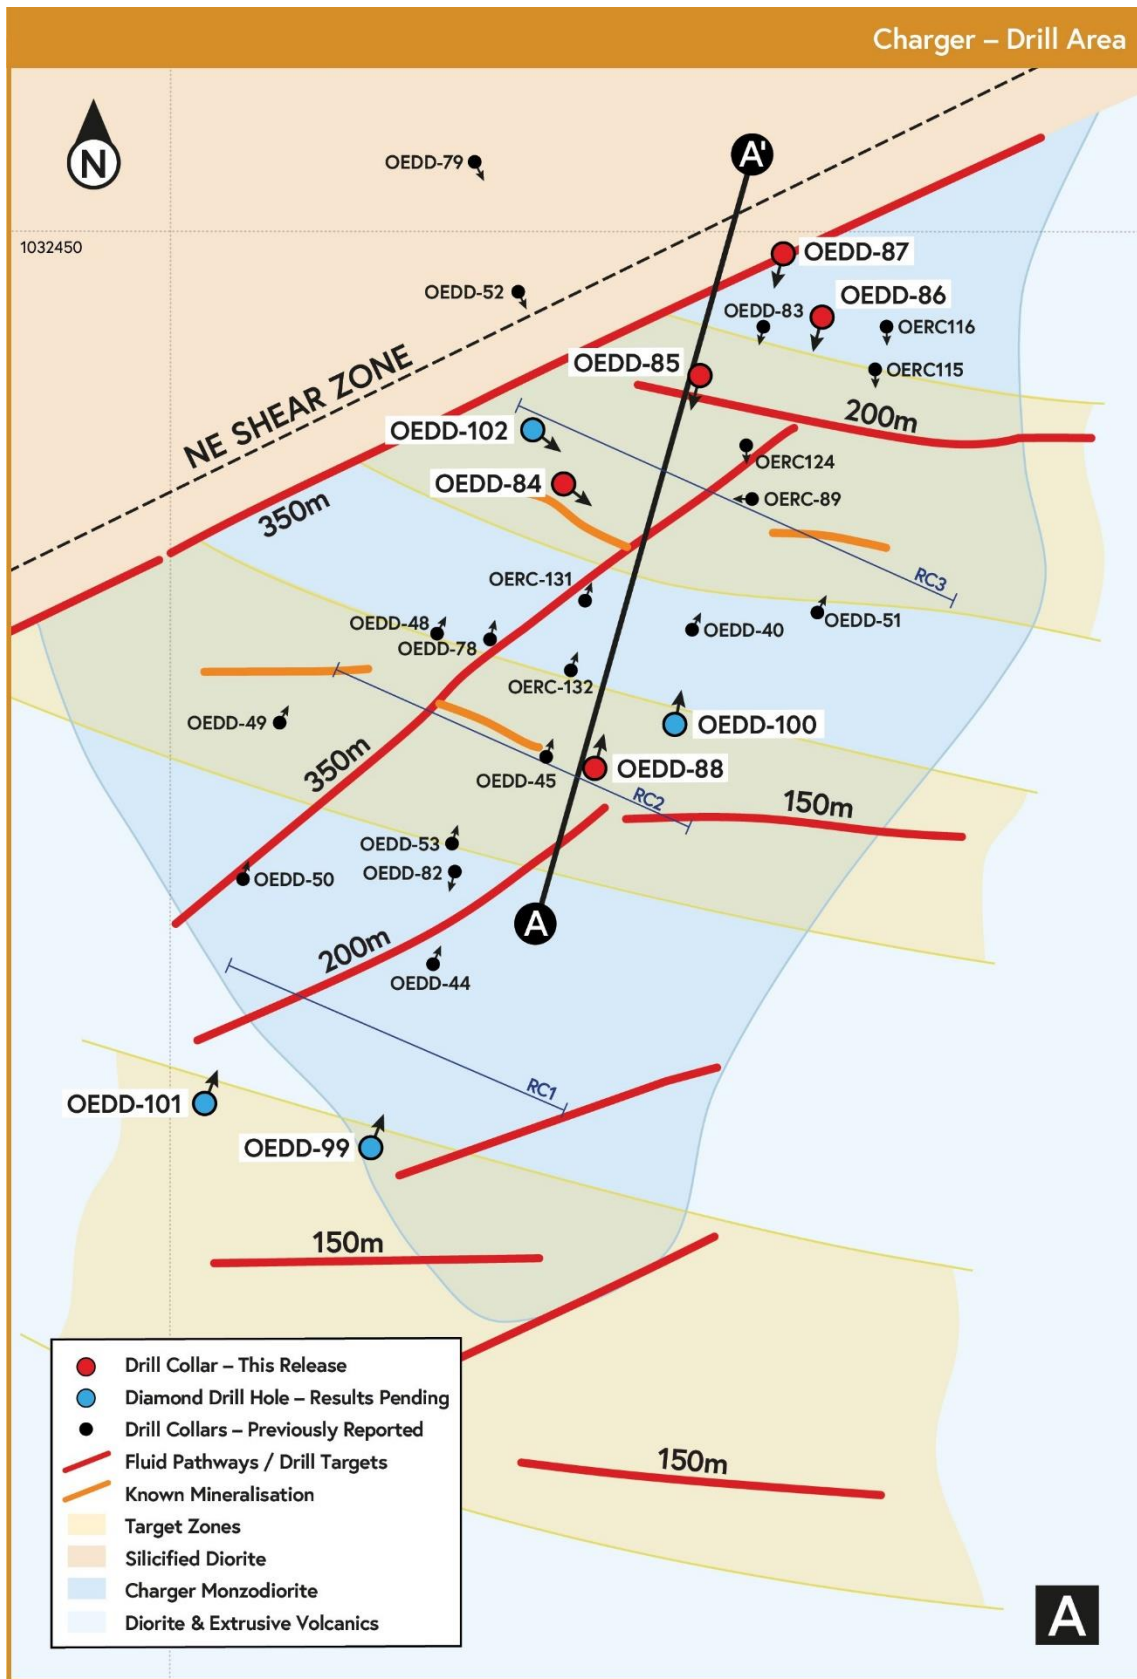 Charger – Drill Area
N
A'
OEDD-79
1032450
OEDD-87
OEDD-52
OEDD-86
OEDD-83
OERC116
NE SHEAR ZONE
OEDD-85
OERC115
200m
OEDD-102
OERC124
OEDD-84
OERC-89
350m
RC3
OERC-131
OEDD-48
OEDD-78
OEDD-40
OEDD-51
OERC-132
OEDD-49
OEDD-100
350m
OEDD-45
OEDD-88
RC2
150m
OEDD-53
OEDD-50
OEDD-82
A
200m
OEDD-44
RC1
OEDD-101
OEDD-99
150m
Drill Collar – This Release
Diamond Drill Hole – Results Pending
Drill Collars – Previously Reported
Fluid Pathways / Drill Targets
Known Mineralisation
Target Zones
Silicified Diorite
Charger Monzodiorite
Diorite & Extrusive Volcanics
150m
A